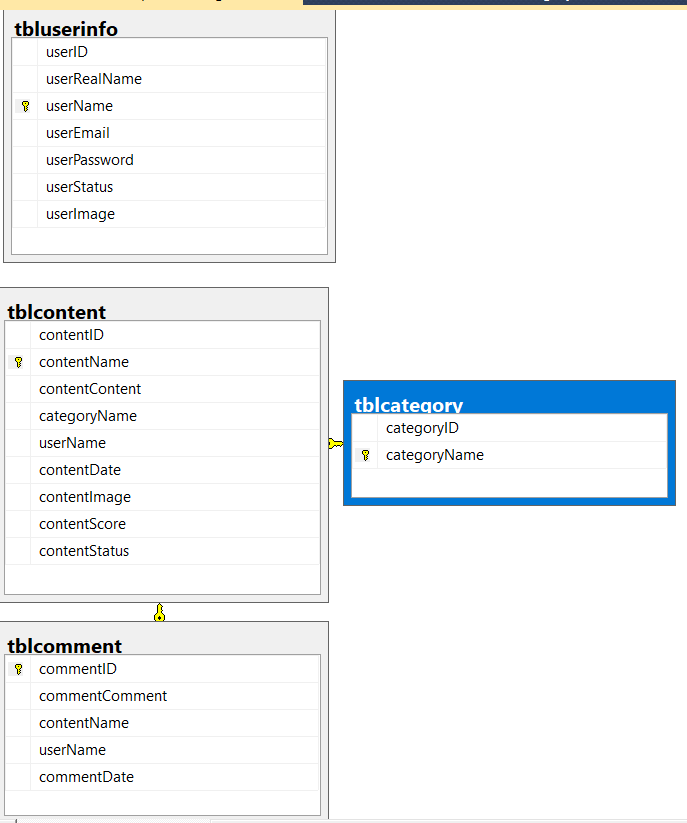 tbluserinfo
userID
userRealName
userName
userEmail
userPassword
userStatus
userImage
tblcontent
contentID
contentName
contentContent
categoryName
userName
contentDate
contentImage
contentScore
contentStatus
tblcategory
categoryID
categoryName
tblcomment
commentID
commentComment
contentName
userName
commentDate